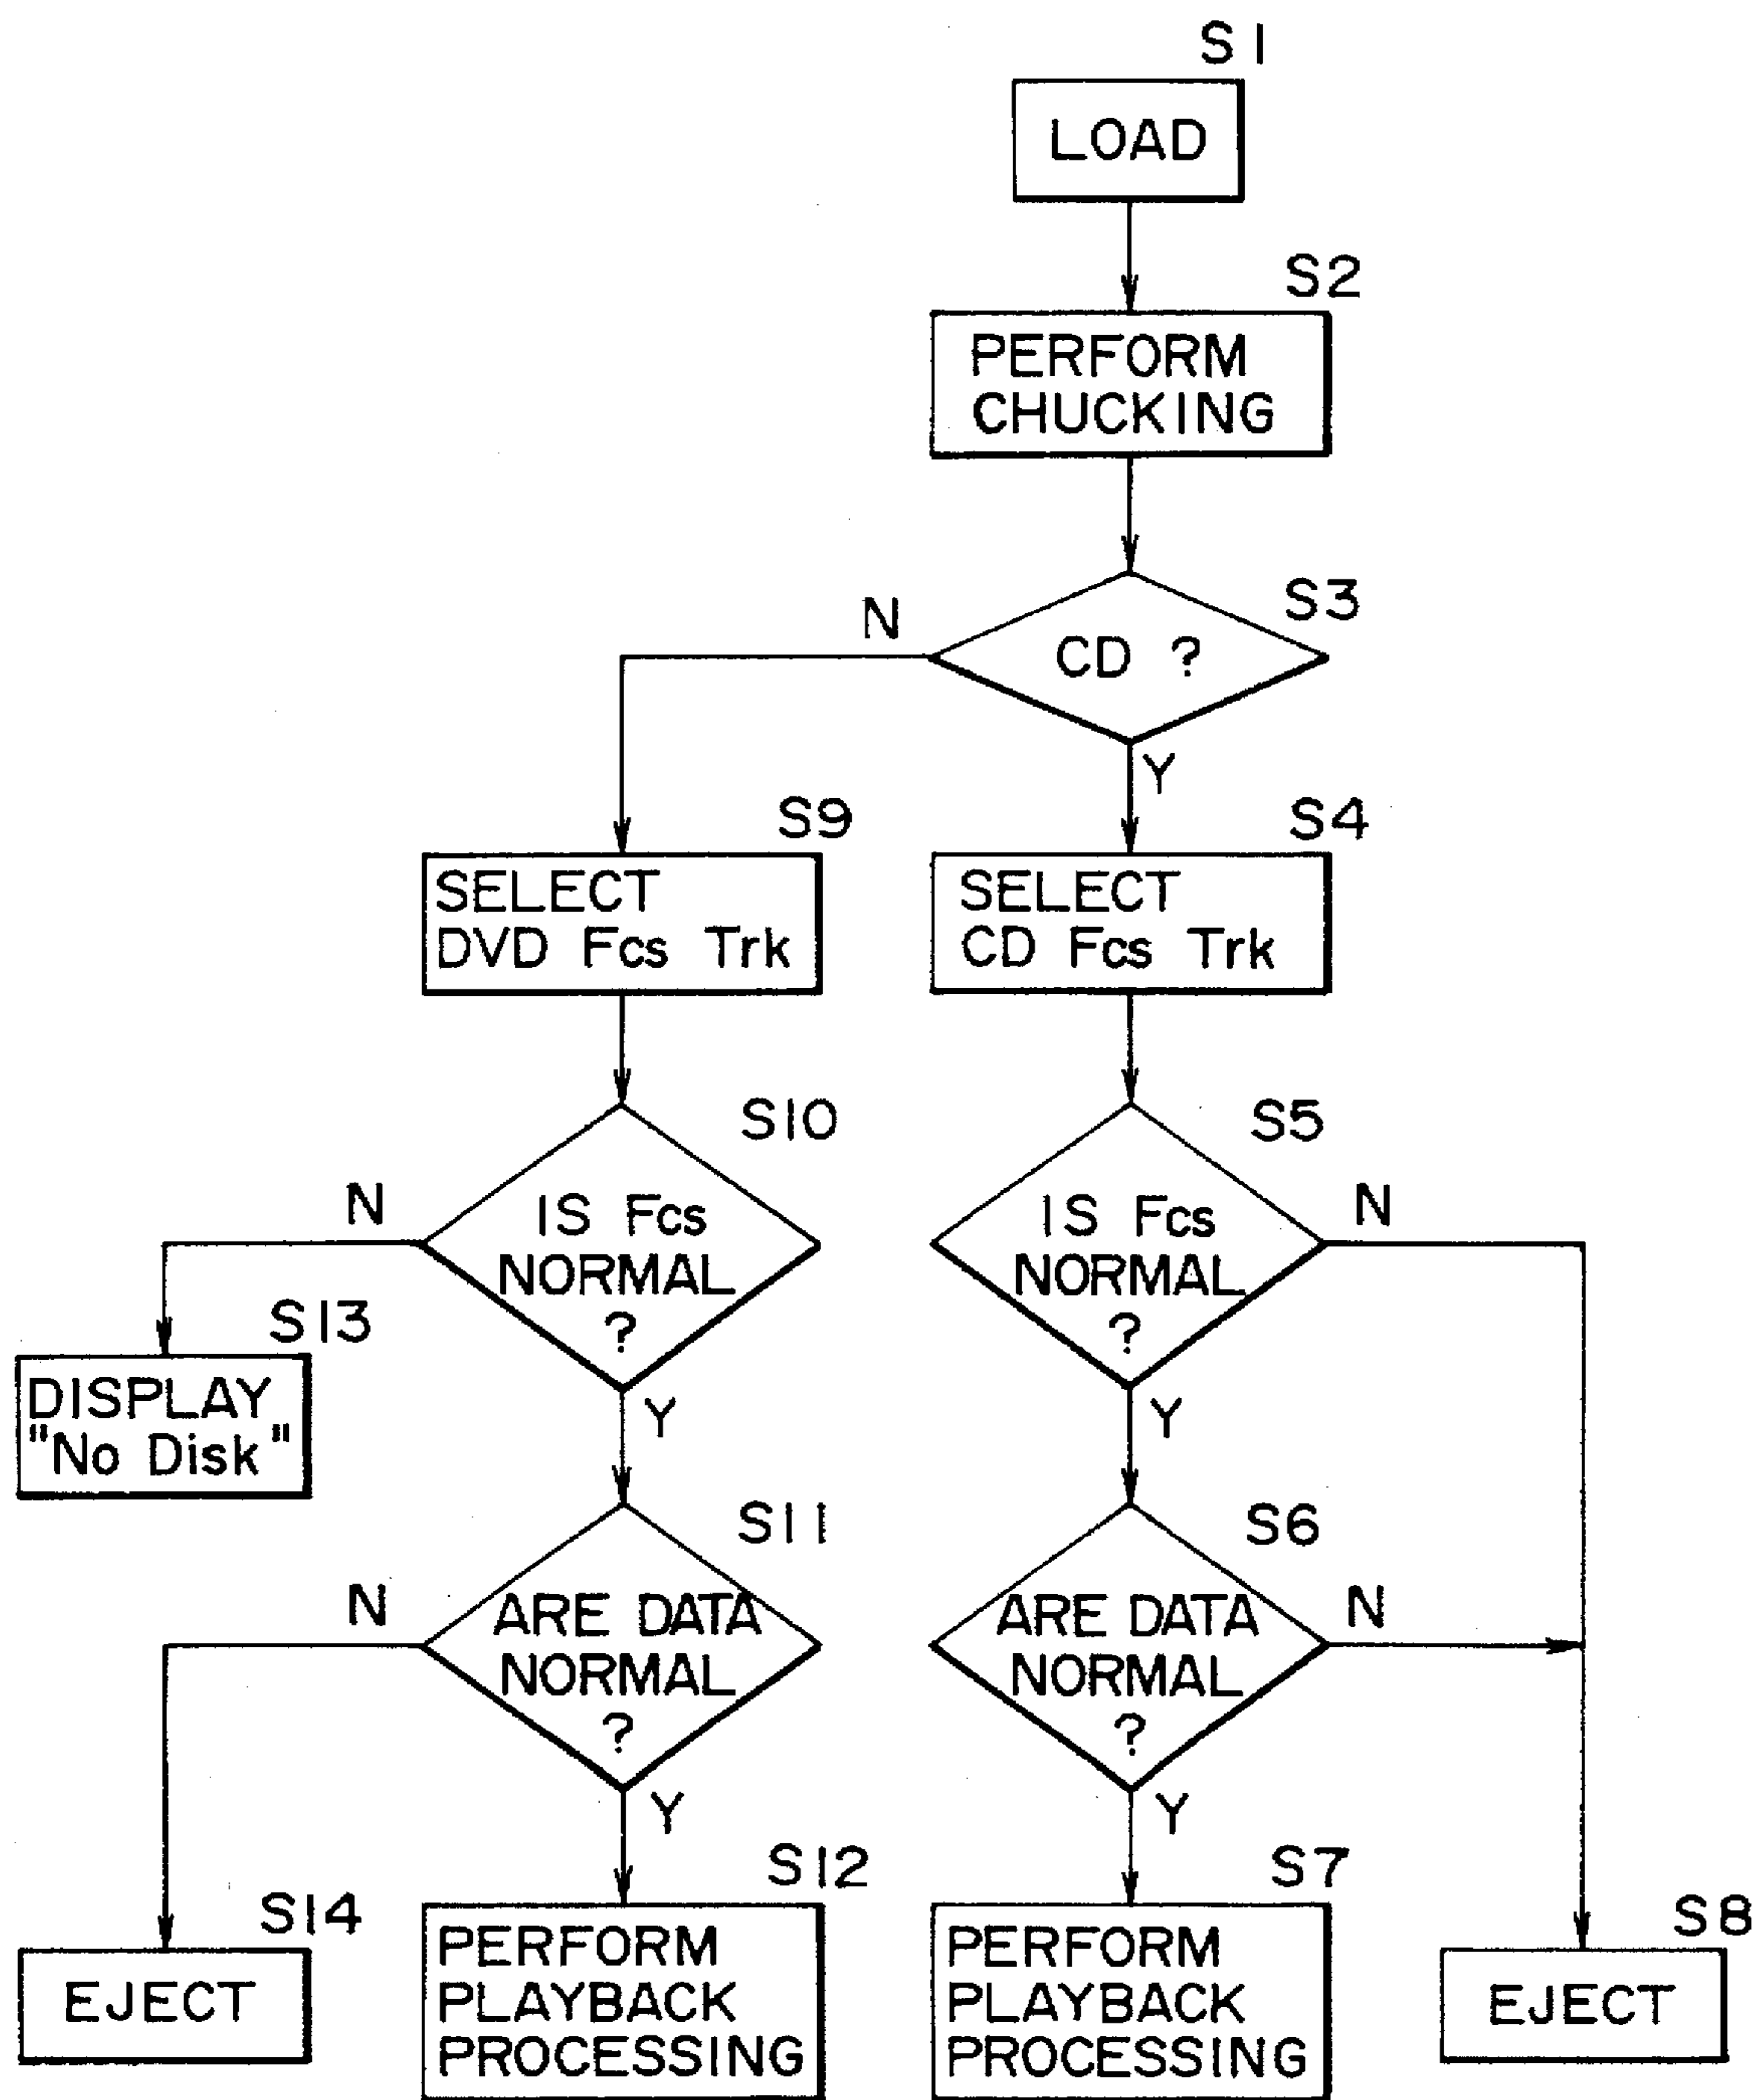 S1
LOAD
S2
PERFORM
CHUCKING
S3
N
CD ?
Y
S9
S4
SELECT
DVD Fcs Trk
SELECT
CD Fcs Trk
S10
S5
N
IS Fcs
NORMAL
?
IS Fcs
NORMAL
?
N
S13
DISPLAY
"No Disk"
Y
Y
S11
S6
N
ARE DATA
NORMAL
?
ARE DATA
NORMAL
?
N
Y
Y
S14
EJECT
S12
PERFORM
PLAYBACK
PROCESSING
S7
PERFORM
PLAYBACK
PROCESSING
S8
EJECT